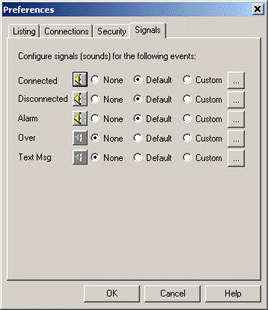 Preferences
Listing Connections Security Signals
Configure signals (sounds) for the following events:
Connected None Default Custom ...
Disconnected None Default Custom ...
Alarm None Default Custom ...
Over None Default Custom ...
Text Msg None Default Custom ...
OK Cancel Help